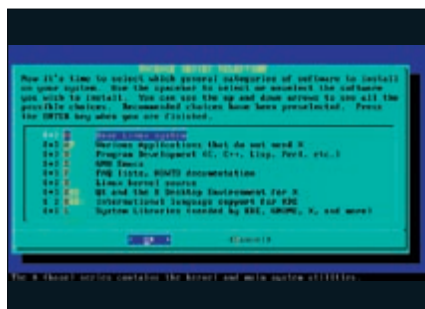 PACKAGE SERIES SELECTION
Now it's time to select which general categories of software to install
on your system. Use the spacebar to select or unselect the software
you wish to install. You can use the up and down arrows to see all the
possible choices. Recommended choices have been preselected. Press
the ENTER key when you are finished.
[*] A Base Linux system
[*] AP Various Applications that do not need X
[*] D Program Development (C, C++, Lisp, Perl, etc.)
[*] E GNU Emacs
[*] F FAQ lists, HOWTO documentation
[*] K Linux kernel source
[*] KDE Qt and the K Desktop Environment for X
[ ] International language support for KDE
[*] L System Libraries (needed by KDE, GNOME, X, and more)
< OK > <Cancel>
The A (base) series contains the kernel and main system utilities.